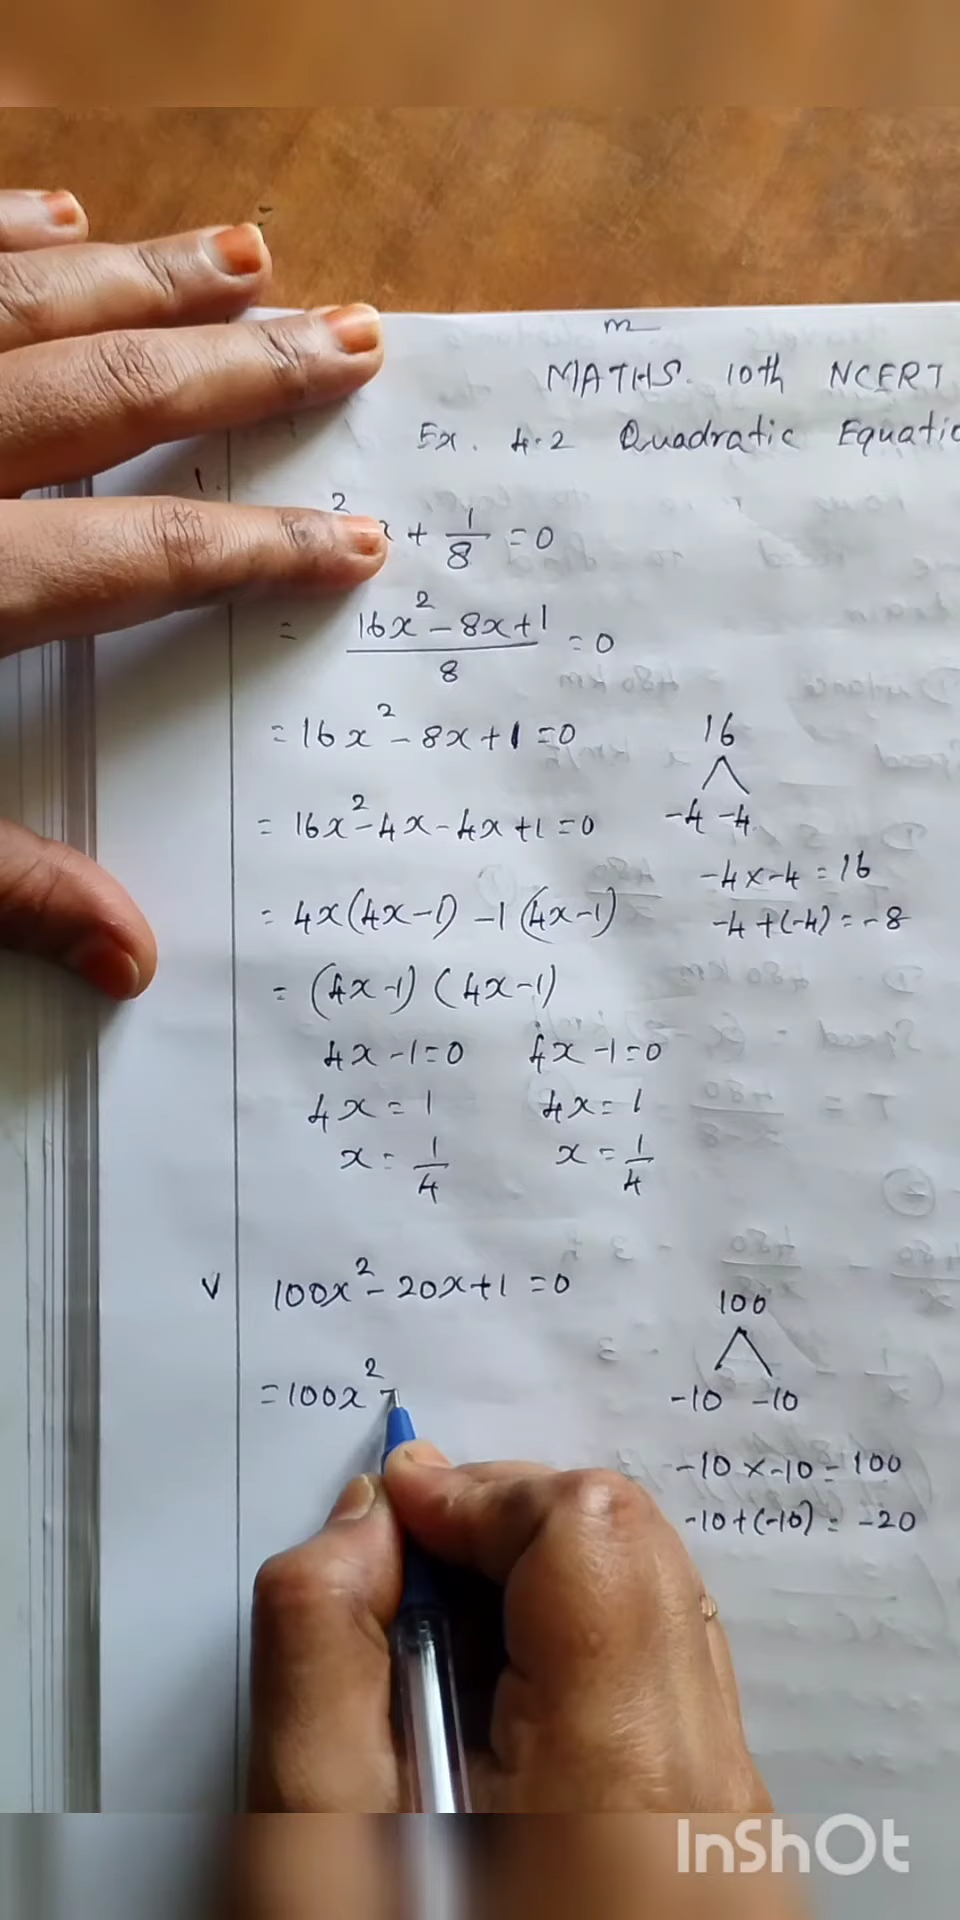 MATHS. 10th NCERT
Ex. 4.2 Quadratic
1.
2 + 1/8 = 0
= 16x² - 8x + 1 / 8 = 0
= 16x² - 8x + 1 = 0
16
= 16x² - 4x - 4x + 1 = 0
-4 -4
-4 x -4 = 16
= 4x(4x-1) -1(4x-1)
-4 + (-4) = -8
= (4x-1) (4x-1)
4x - 1 = 0 4x - 1 = 0
4x = 1 4x = 1
x = 1/4 x = 1/4
V 100x² - 20x + 1 = 0
100
= 100x² -
-10 -10
-10 x -10 = 100
-10 + (-10) = -20
InShOt